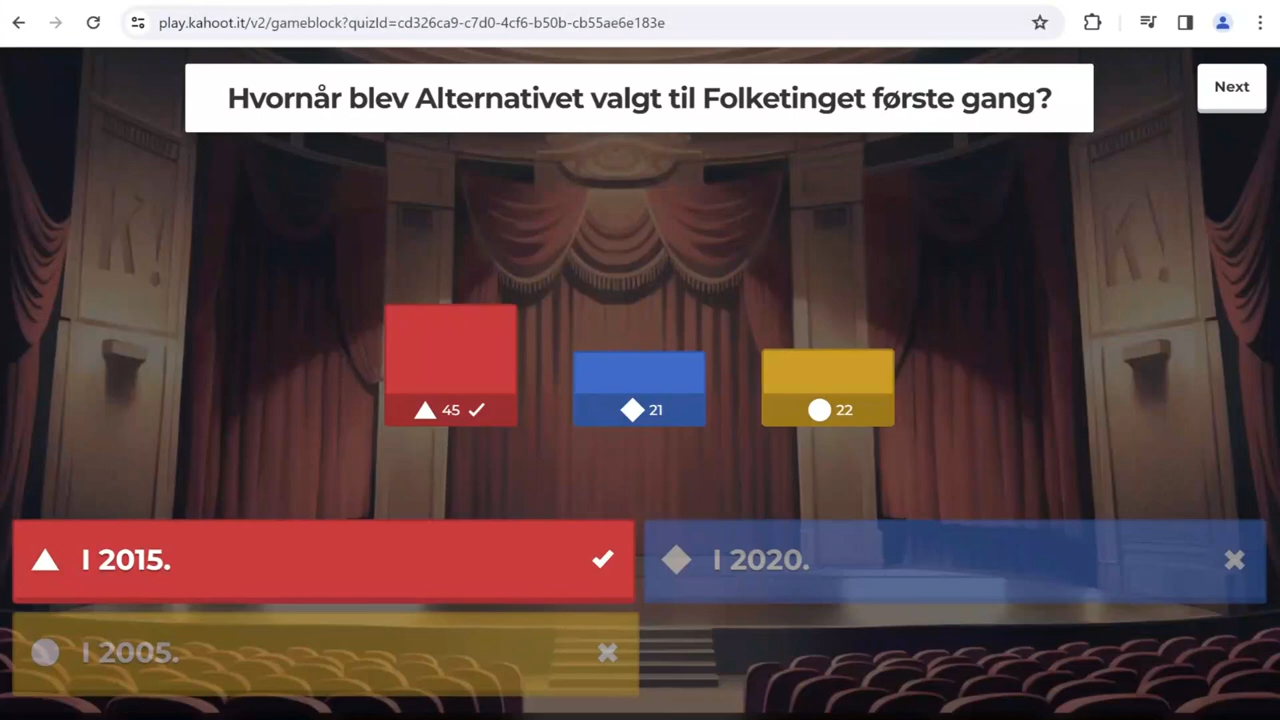 play.kahoot.it/v2/gameblock?quizId=cd326ca9-c7d0-4cf6-b50b-cb55ae6e183e
Hvornår blev Alternativet valgt til Folketinget første gang?
Next
K!
K!
45
21
22
I 2015.
I 2020.
I 2005.